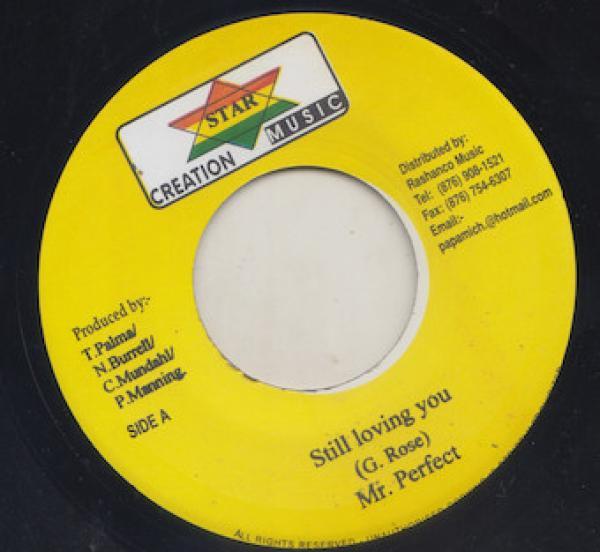 STAR
CREATION MUSIC
Distributed by:
Rashanco Music
Tel: (876) 908-1521
Fax: (876) 754-6307
Email:-
papamich.@hotmail.com
Produced by:-
T.Palma/
N.Burrell/
C.Mundahl/
P.Manning.
SIDE A
Still loving you
(G. Rose)
Mr. Perfect
ALL RIGHTS RESERVED - UNAUTHORISED